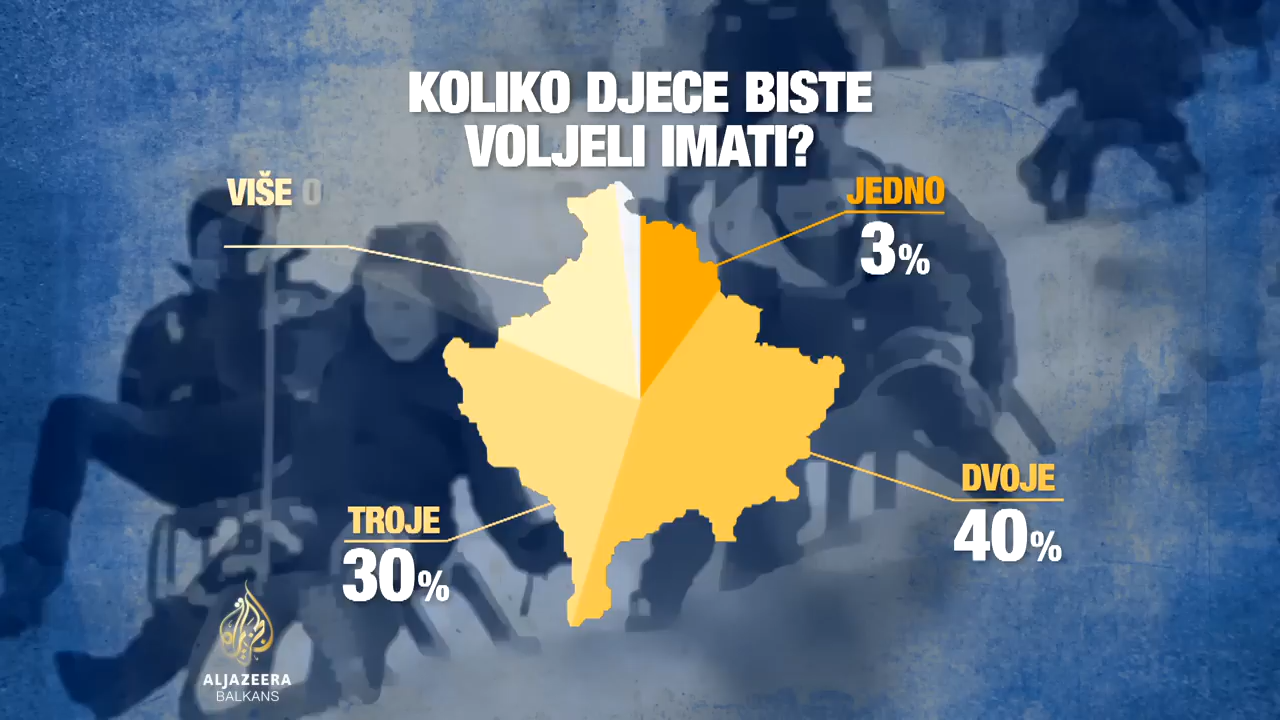 KOLIKO DJECE BISTE
VOLJELI IMATI?
VIŠE O
JEDNO
3%
DVOJE
40%
TROJE
30%
ALJAZEERA
BALKANS